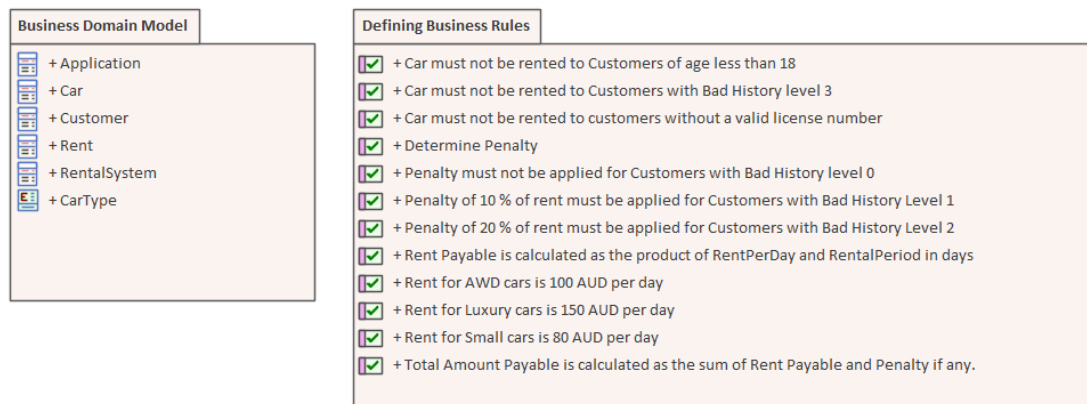 Business Domain Model
+ Application
+ Car
+ Customer
+ Rent
+ RentalSystem
+ CarType
Defining Business Rules
+ Car must not be rented to Customers of age less than 18
+ Car must not be rented to Customers with Bad History level 3
+ Car must not be rented to customers without a valid license number
+ Determine Penalty
+ Penalty must not be applied for Customers with Bad History level 0
+ Penalty of 10 % of rent must be applied for Customers with Bad History Level 1
+ Penalty of 20 % of rent must be applied for Customers with Bad History Level 2
+ Rent Payable is calculated as the product of RentPerDay and RentalPeriod in days
+ Rent for AWD cars is 100 AUD per day
+ Rent for Luxury cars is 150 AUD per day
+ Rent for Small cars is 80 AUD per day
+ Total Amount Payable is calculated as the sum of Rent Payable and Penalty if any.